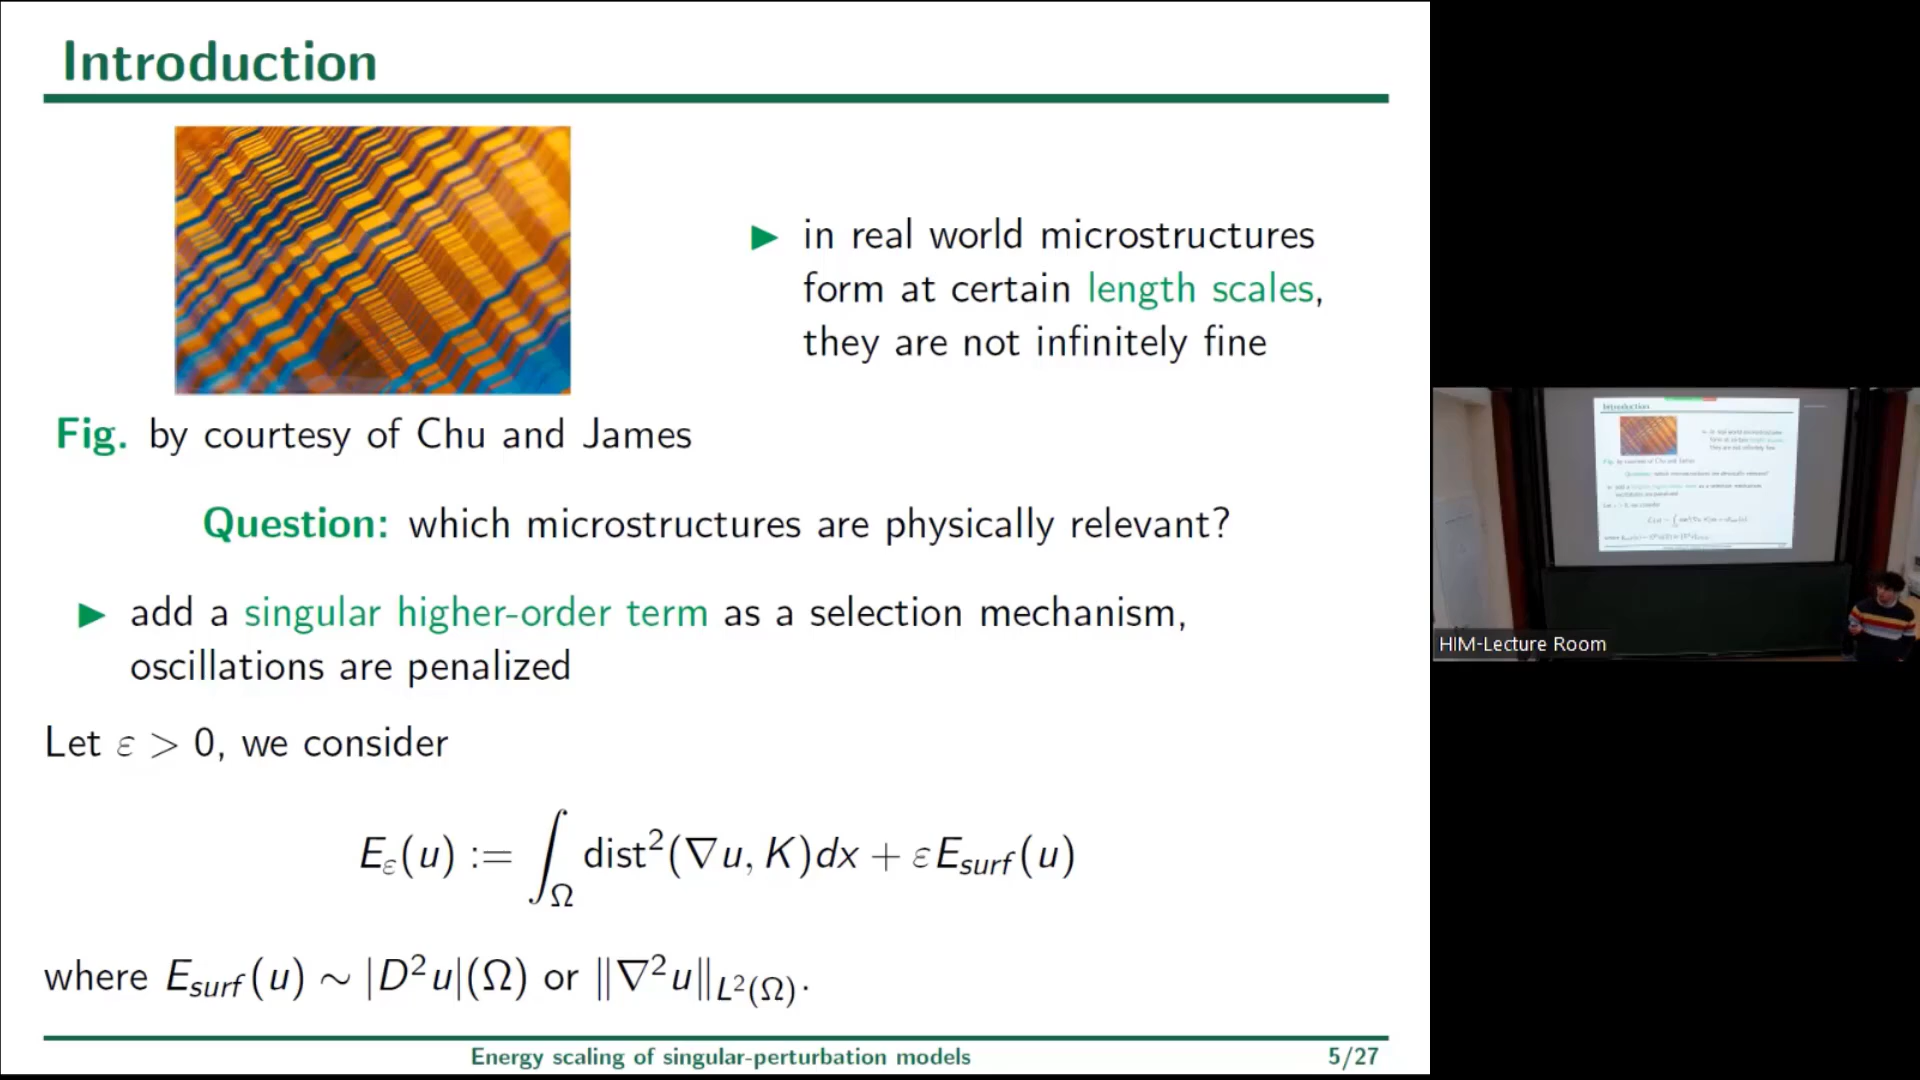 Introduction
▶ in real world microstructures
form at certain length scales,
they are not infinitely fine
Fig. by courtesy of Chu and James
Question: which microstructures are physically relevant?
▶ add a singular higher-order term as a selection mechanism,
oscillations are penalized
Let ε > 0, we consider
E_ε(u) := ∫_Ω dist²(∇u, K)dx + εE_surf(u)
where E_surf(u) ∼ |D²u|(Ω) or ‖∇²u‖_{L²(Ω)}.
Energy scaling of singular-perturbation models 5/27
HIM-Lecture Room